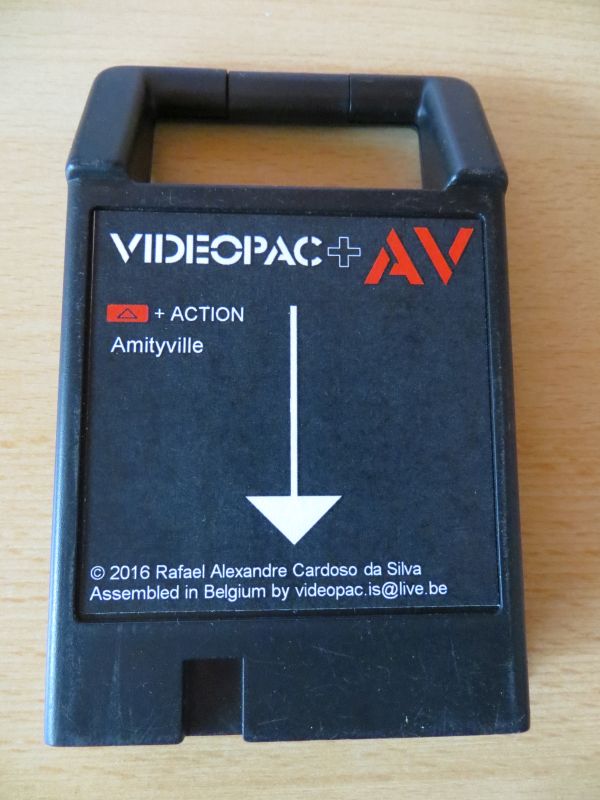 VIDEOPAC+ AV
+ ACTION
Amityville
© 2016 Rafael Alexandre Cardoso da Silva
Assembled in Belgium by videopac.is@live.be